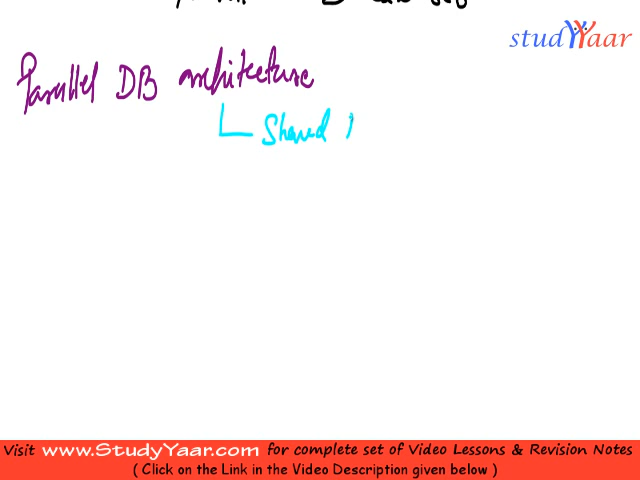 studYYaar
Parallel DB architecture
Shared
Visit www.StudyYaar.com for complete set of Video Lessons & Revision Notes
( Click on the Link in the Video Description given below )